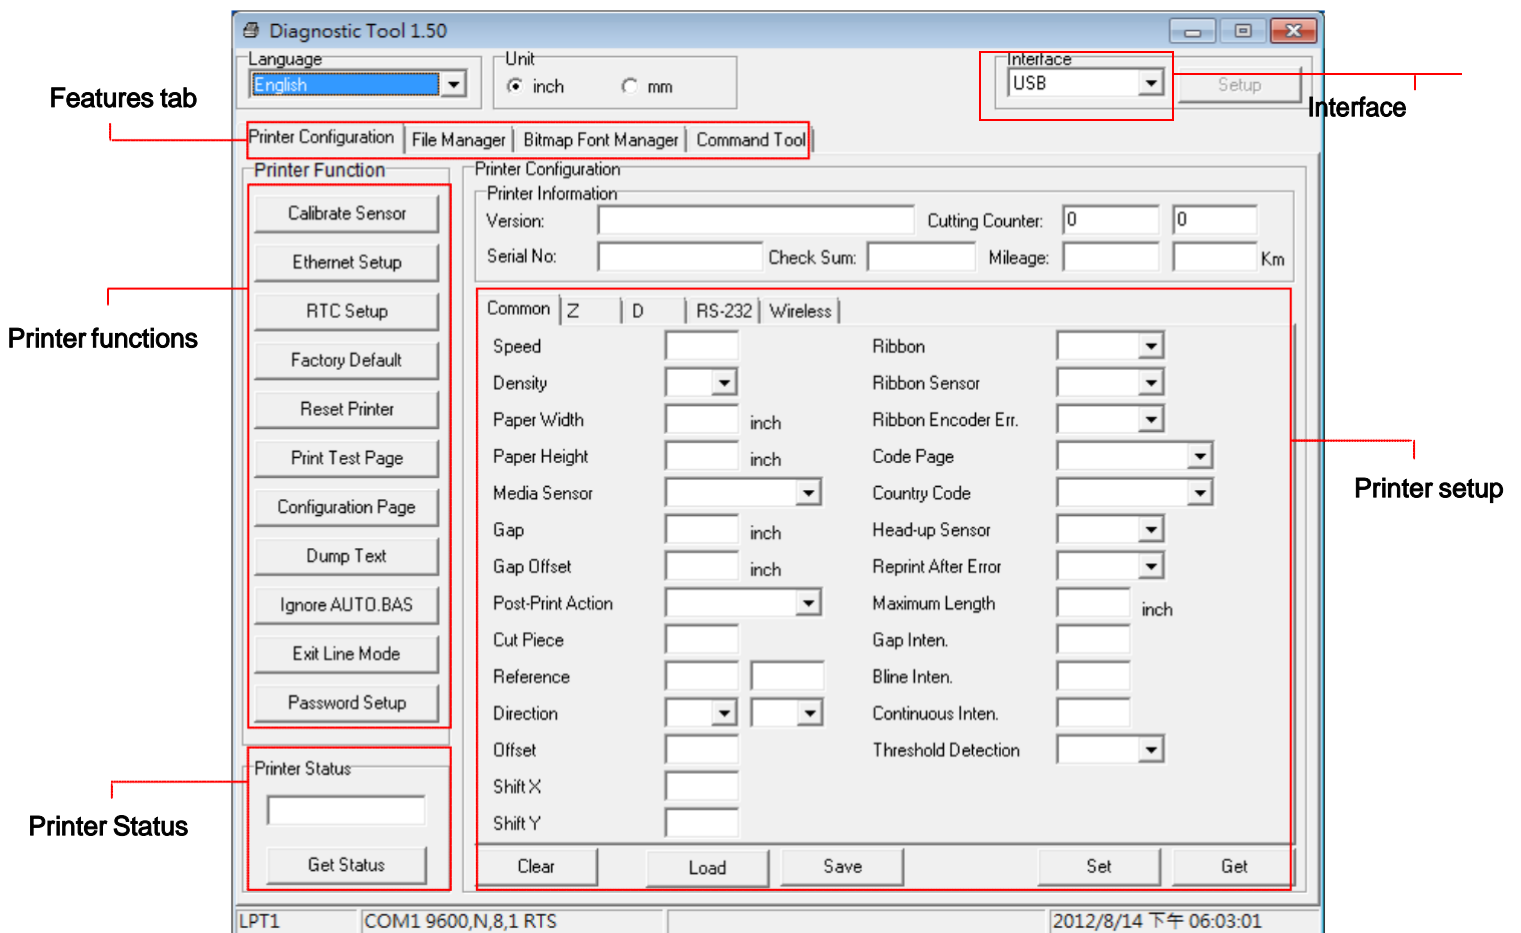 Diagnostic Tool 1.50
Language
Unit
Interface
English
inch
mm
USB
Setup
Features tab
Interface
Printer Configuration
File Manager
Bitmap Font Manager
Command Tool
Printer Function
Printer Configuration
Printer Information
Calibrate Sensor
Version:
Cutting Counter:
0
0
Ethernet Setup
Serial No:
Check Sum:
Mileage:
Km
RTC Setup
Common
Z
D
RS-232
Wireless
Printer functions
Factory Default
Reset Printer
Print Test Page
Configuration Page
Dump Text
Ignore AUTO.BAS
Exit Line Mode
Password Setup
Speed
Density
Paper Width
inch
Paper Height
inch
Media Sensor
Gap
inch
Gap Offset
inch
Post-Print Action
Cut Piece
Reference
Direction
Offset
Shift X
Shift Y
Ribbon
Ribbon Sensor
Ribbon Encoder Err.
Code Page
Country Code
Head-up Sensor
Reprint After Error
Maximum Length
inch
Gap Inten.
Bline Inten.
Continuous Inten.
Threshold Detection
Printer setup
Printer Status
Printer Status
Get Status
Clear
Load
Save
Set
Get
LPT1
COM1 9600,N,8,1 RTS
2012/8/14 下午 06:03:01